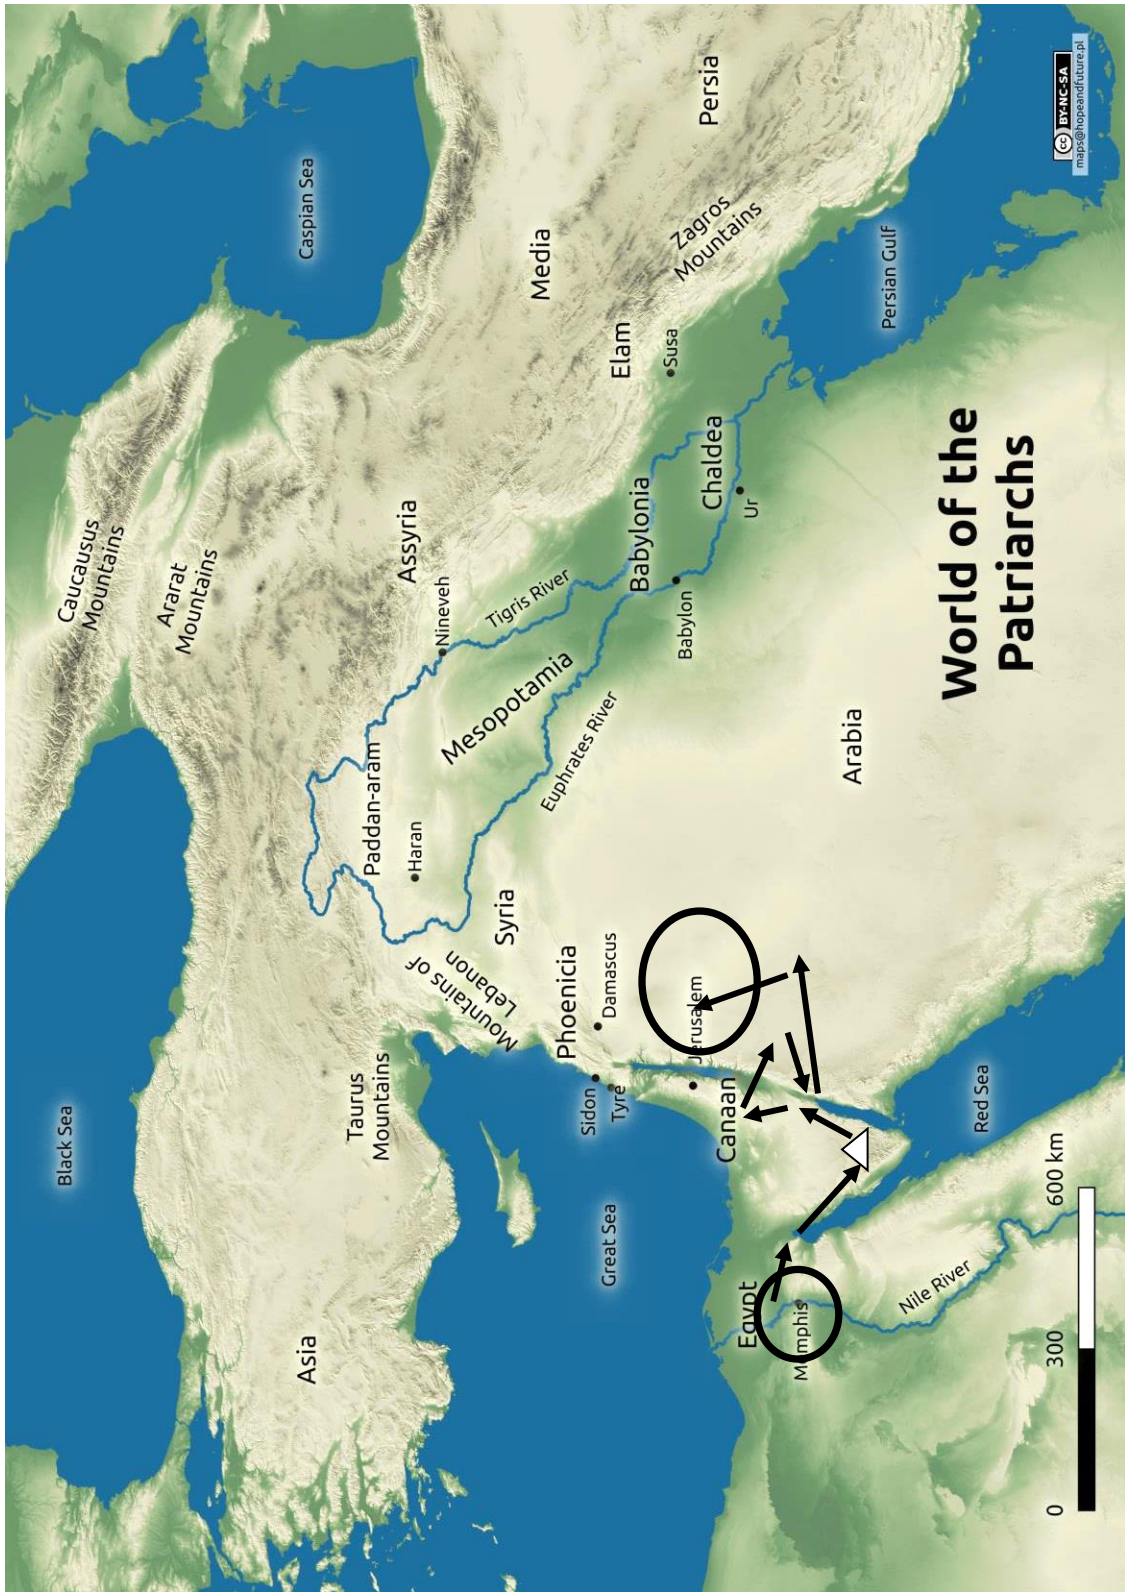 Black Sea
Caucausus
Mountains
Caspian Sea
Ararat
Mountains
Asia
Taurus
Mountains
Paddan-aram
Haran
Assyria
Nineveh
Tigris River
Mesopotamia
Euphrates River
Media
Persia
Zagros
Mountains
Elam
Susa
Mountains of
Lebanon
Syria
Phoenicia
Damascus
Sidon
Tyre
Great Sea
Jerusalem
Canaan
Babylonia
Babylon
Chaldea
Ur
Persian Gulf
Egypt
Memphis
Nile River
Red Sea
Arabia
World of the
Patriarchs
0 300 600 km
cc BY-NC-SA
maps@hopeandfuture.pl